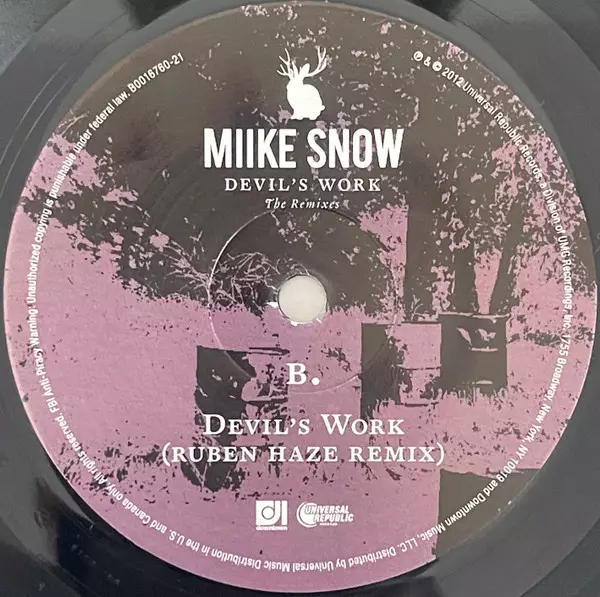 MIIKE SNOW
DEVIL'S WORK
The Remixes
B.
DEVIL'S WORK
(RUBEN HAZE REMIX)
dl
downtown
UNIVERSAL
REPUBLIC
℗ & © 2012 Universal Republic Records, a Division of UMG Recordings, Inc., 1755 Broadway, New York, NY 10019 and Downtown Music, LLC. Distributed by Universal Music Distribution in the U.S. and Canada only. All rights reserved. FBI Anti-Piracy Warning: Unauthorized copying is punishable under federal law. B0016760-21